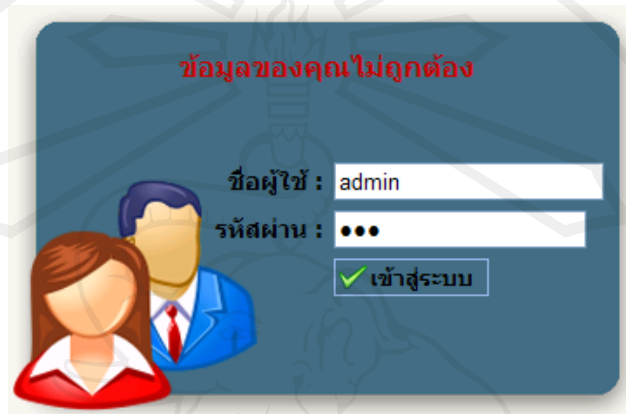 ข้อมูลของคุณไม่ถูกต้อง
ชื่อผู้ใช้ : admin
รหัสผ่าน : ●●●
เข้าสู่ระบบ